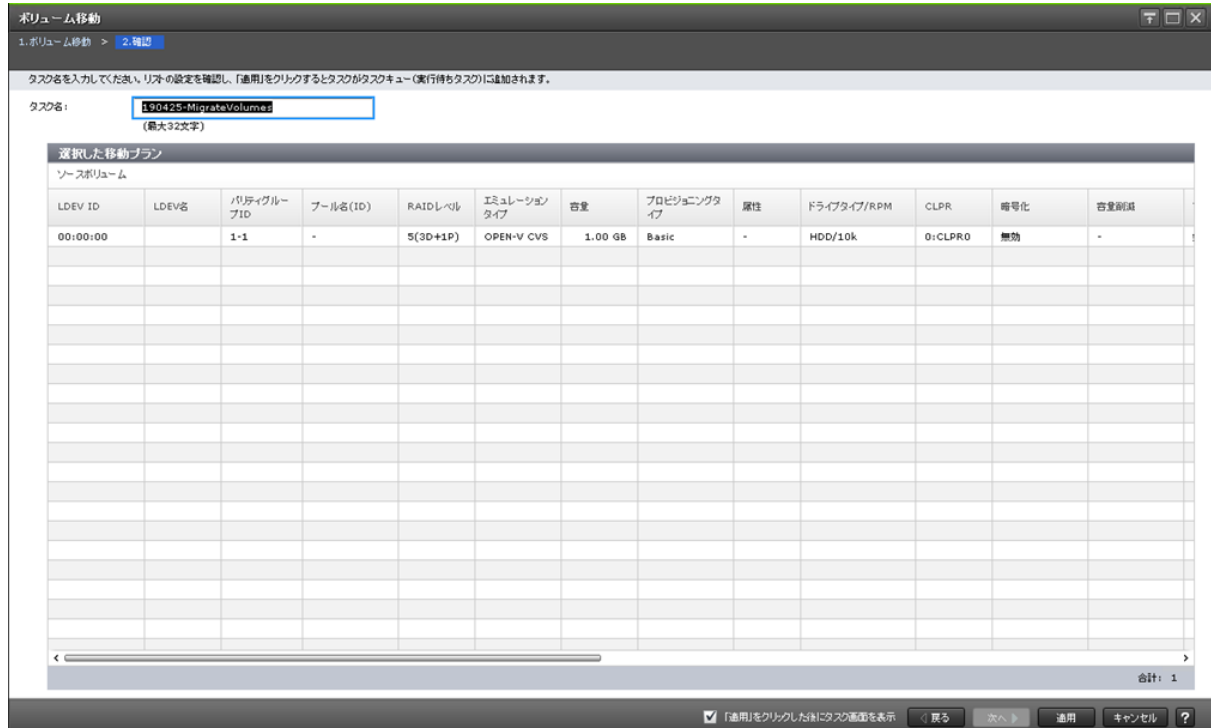 ボリューム移動
1.ボリューム移動 > 2.確認
タスク名を入力してください。リストの設定を確認し、「適用」をクリックするとタスクがタスクキュー(実行待ちタスク)に追加されます。
タスク名: 190425-MigrateVolumes
(最大32文字)
選択した移動プラン
ソースボリューム
LDEV ID LDEV名 パリティグループID プール名(ID) RAIDレベル エミュレーションタイプ 容量 プロビジョニングタイプ 属性 ドライブタイプ/RPM CLPR 暗号化 容量削減
00:00:00 1-1 - 5(3D+1P) OPEN-V CVS 1.00 GB Basic - HDD/10k 0:CLPR0 無効 -
合計: 1
「適用」をクリックした後にタスク画面を表示 戻る 次へ 適用 キャンセル ?